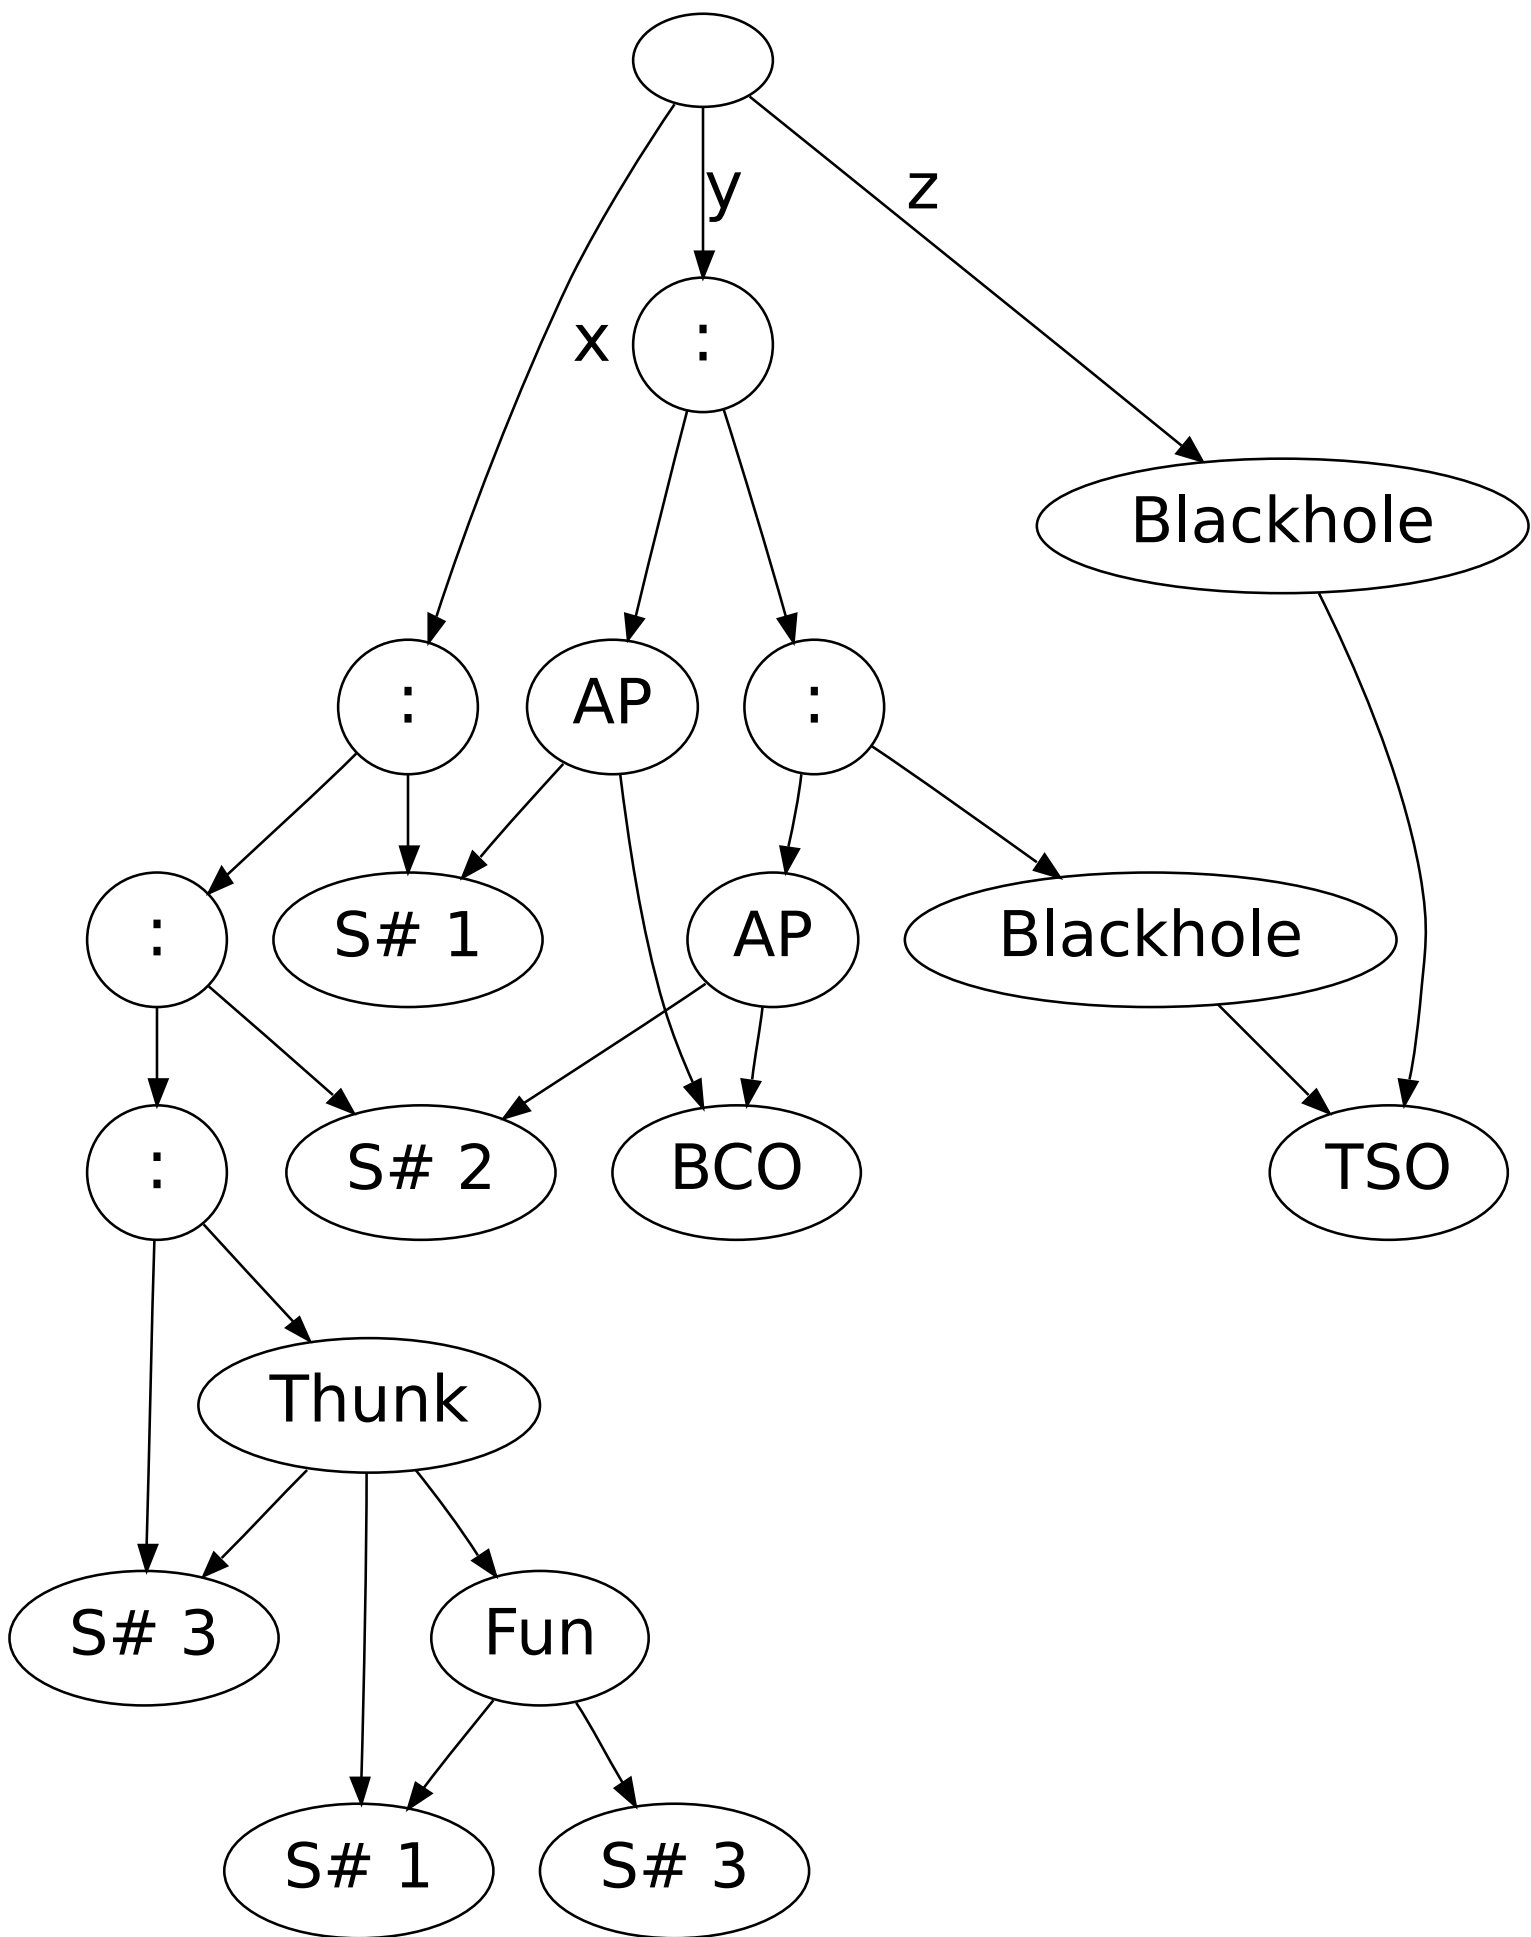 y
z
x
:
Blackhole
:
AP
:
:
S# 1
AP
Blackhole
:
S# 2
BCO
TSO
Thunk
S# 3
Fun
S# 1
S# 3